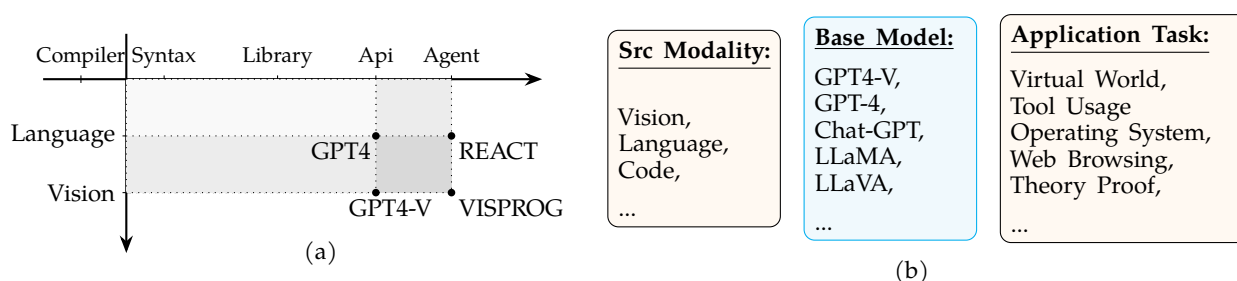 Compiler Syntax Library Api Agent
Language
GPT4 REACT
Vision
GPT4-V VISPROG
(a)
Src Modality:
Vision,
Language,
Code,
...
Base Model:
GPT4-V,
GPT-4,
Chat-GPT,
LLaMA,
LLaVA,
...
Application Task:
Virtual World,
Tool Usage
Operating System,
Web Browsing,
Theory Proof,
...
(b)